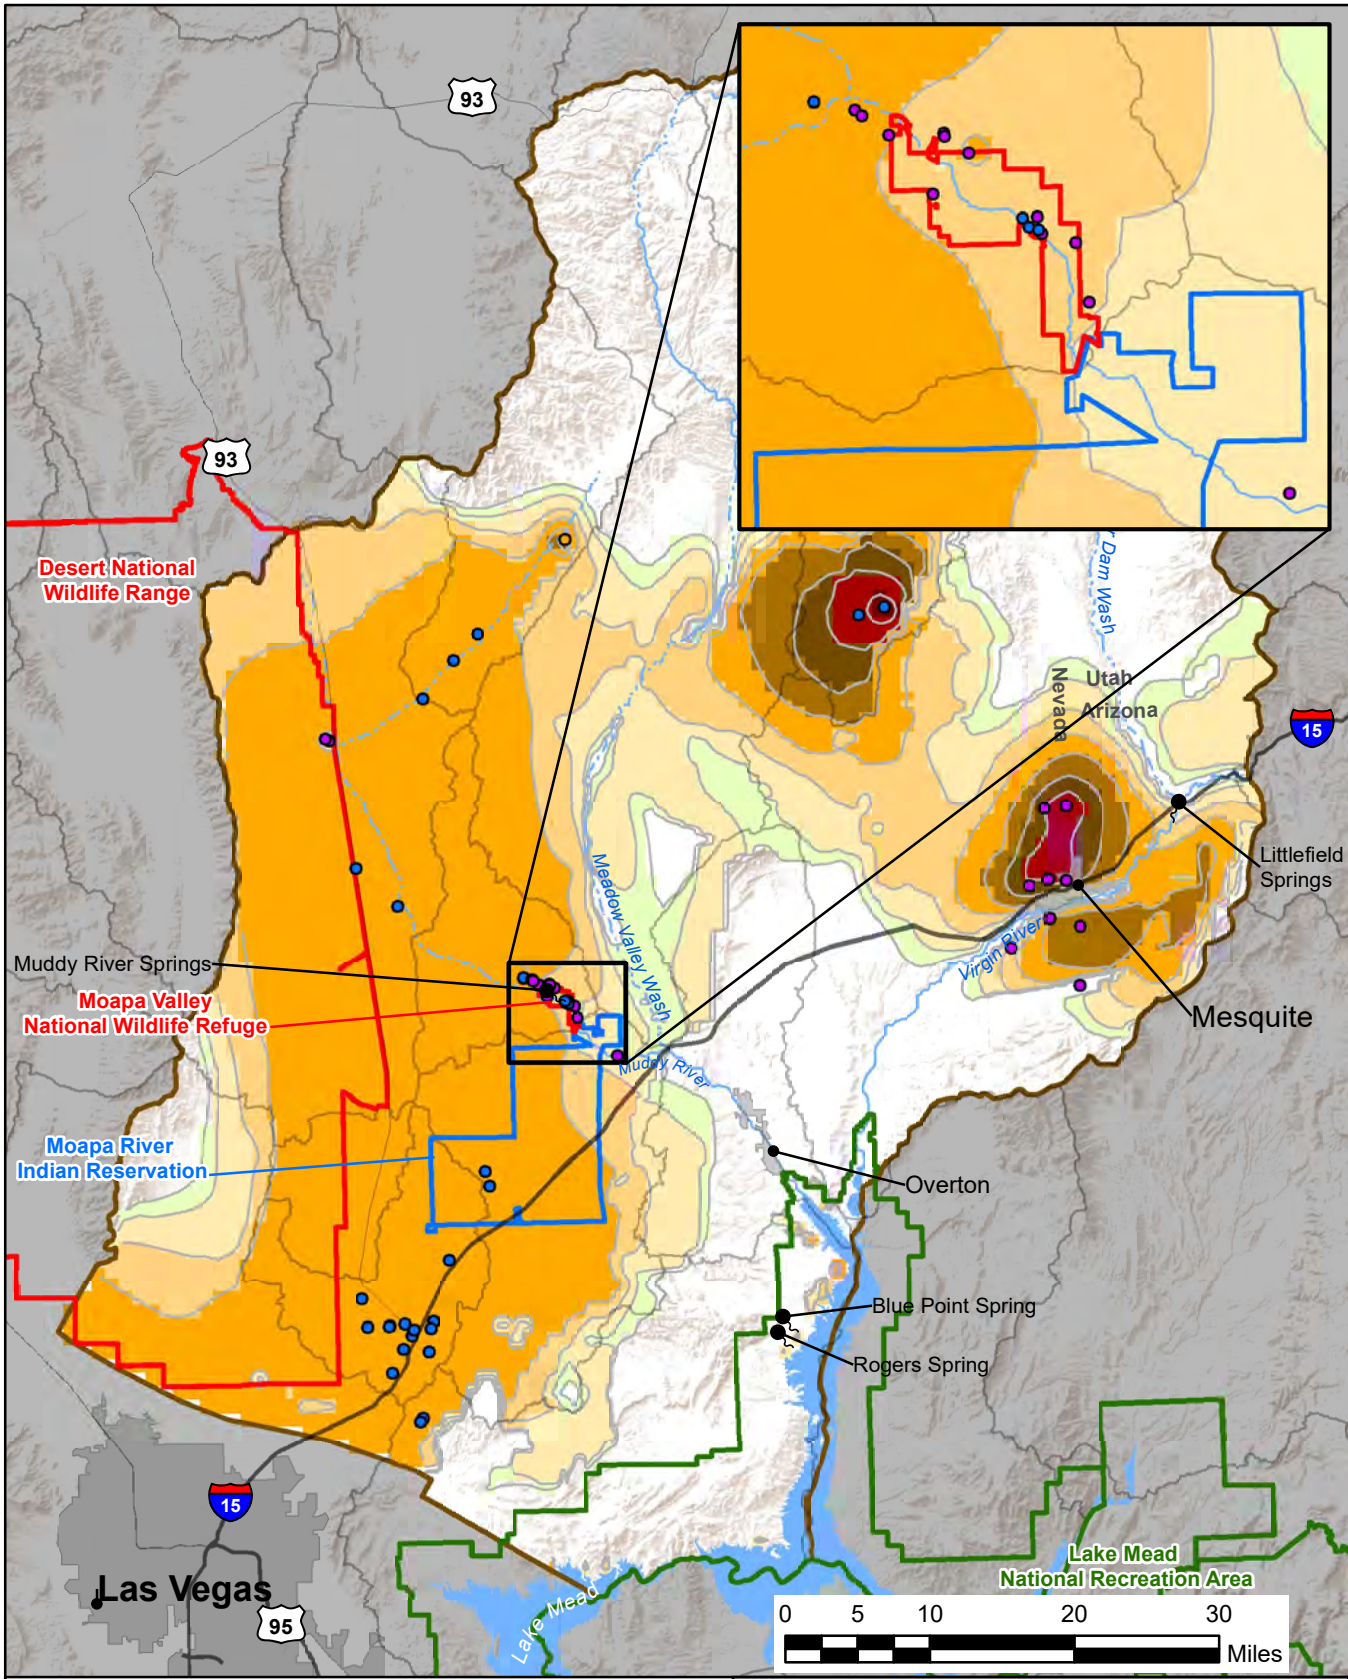 93
93
Desert National
Wildlife Range
r Dam Wash
Utah
Nevada
Arizona
15
Littlefield
Springs
Meadow Valley Wash
Virgin River
Muddy River Springs
Moapa Valley
National Wildlife Refuge
Mesquite
Muddy River
Moapa River
Indian Reservation
Overton
Blue Point Spring
Rogers Spring
15
Lake Mead
National Recreation Area
Las Vegas
95
Lake Mead
0 5 10 20 30
Miles